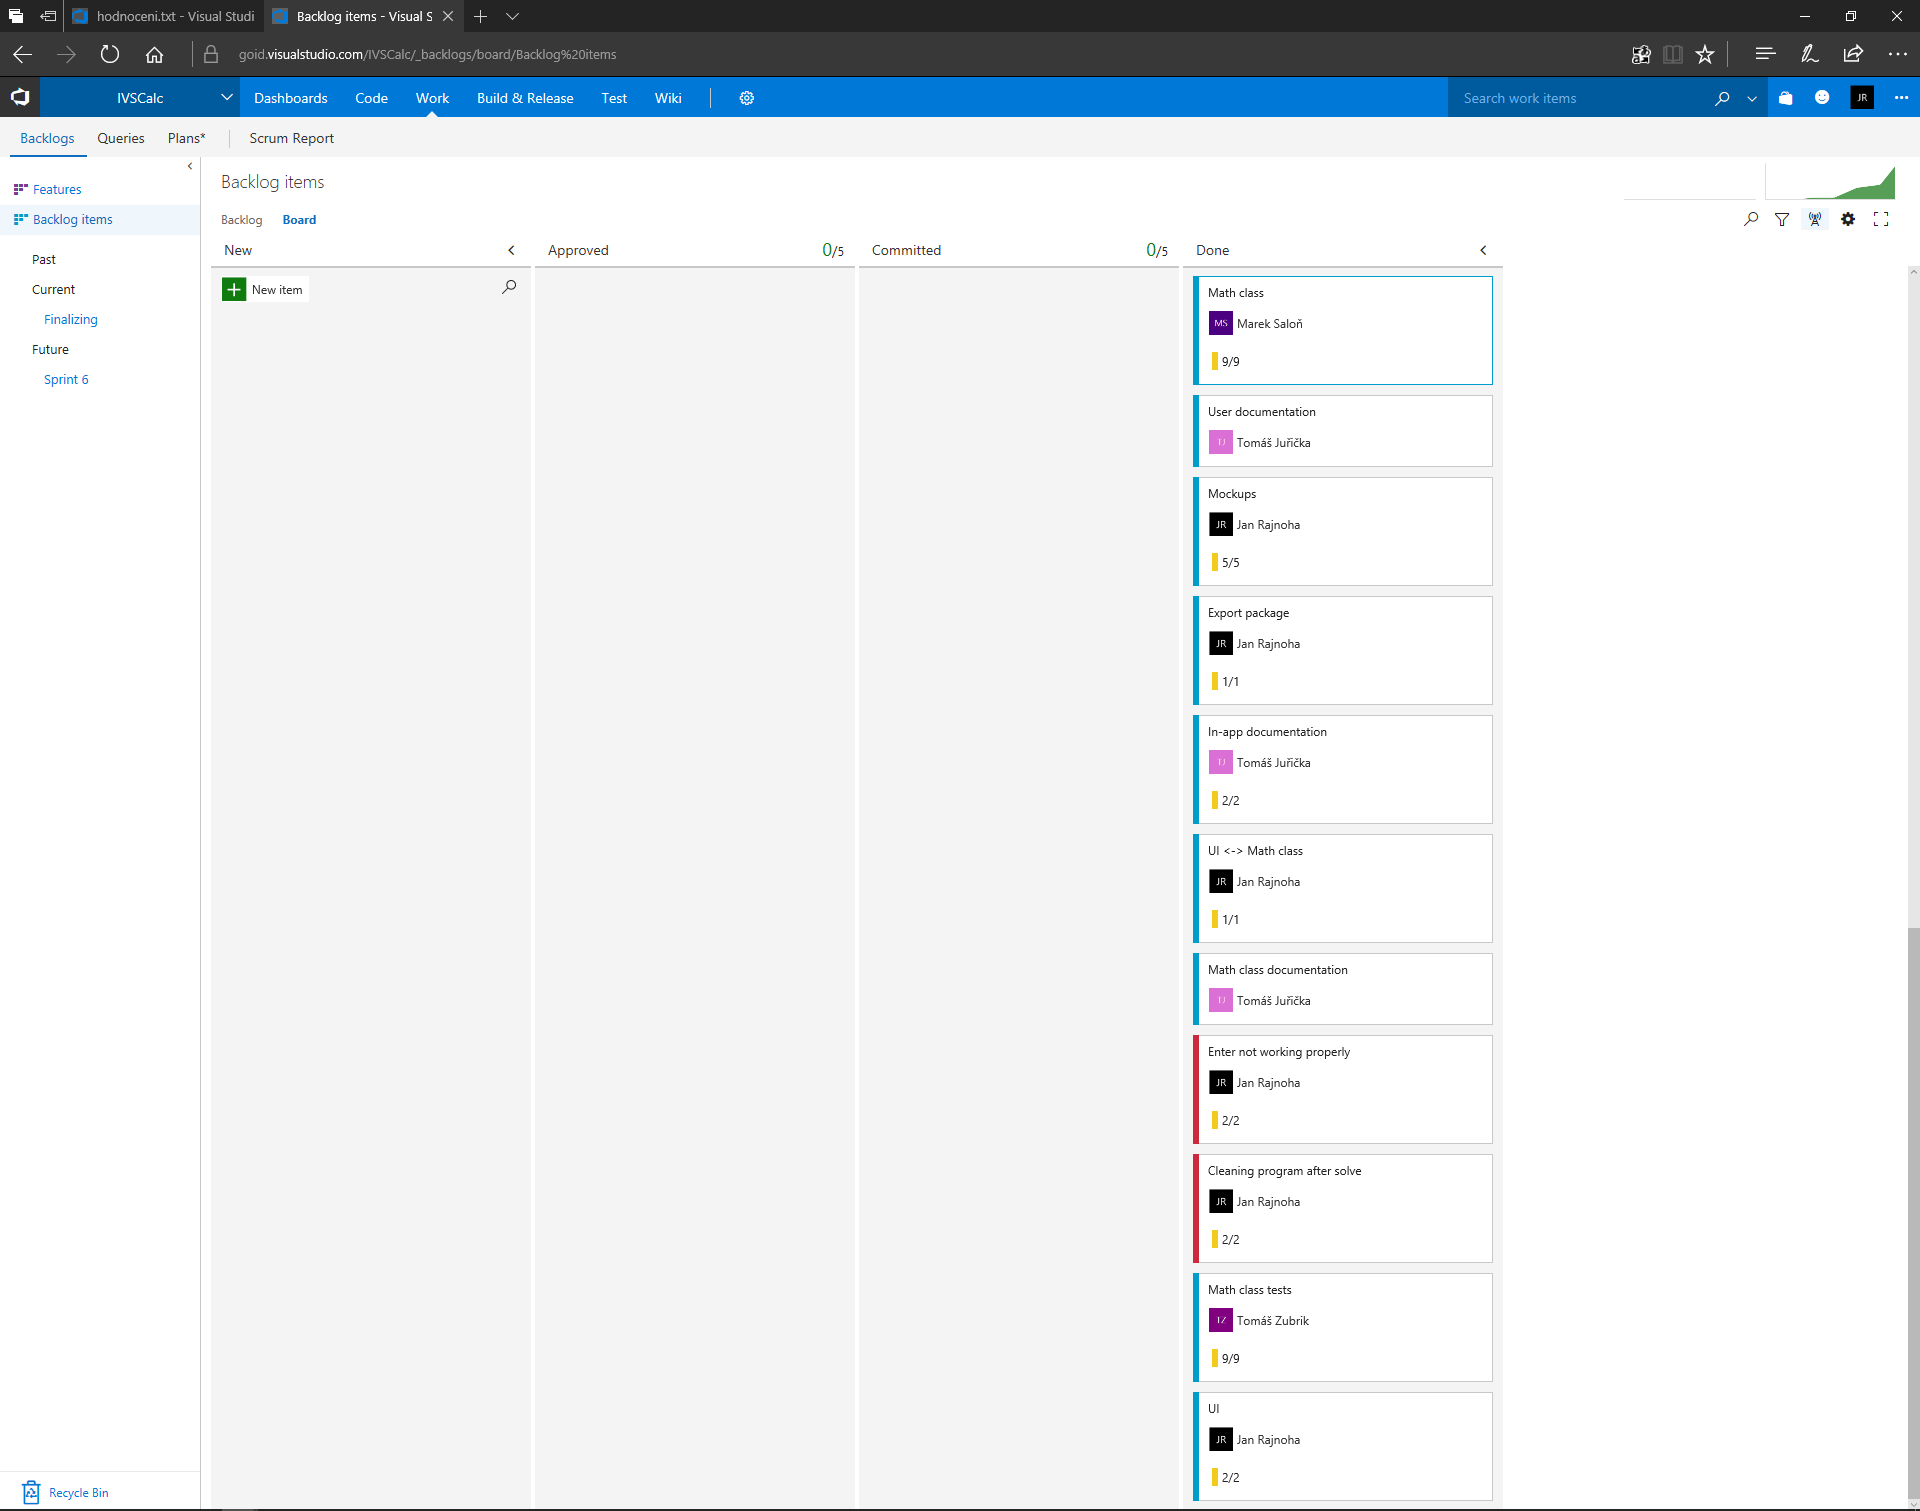 hodnoceni.txt - Visual Studi
Backlog items - Visual S
goid.visualstudio.com/IVSCalc/_backlogs/board/Backlog%20items
IVSCalc
Dashboards
Code
Work
Build & Release
Test
Wiki
Search work items
JR
Backlogs
Queries
Plans*
Scrum Report
Features
Backlog items
Past
Current
Finalizing
Future
Sprint 6
Recycle Bin
Backlog items
Backlog
Board
New
Approved
0/5
Committed
0/5
Done
New item
Math class
MS Marek Saloň
9/9
User documentation
TJ Tomáš Juřička
Mockups
JR Jan Rajnoha
5/5
Export package
JR Jan Rajnoha
1/1
In-app documentation
TJ Tomáš Juřička
2/2
UI <-> Math class
JR Jan Rajnoha
1/1
Math class documentation
TJ Tomáš Juřička
Enter not working properly
JR Jan Rajnoha
2/2
Cleaning program after solve
JR Jan Rajnoha
2/2
Math class tests
TZ Tomáš Zubrik
9/9
UI
JR Jan Rajnoha
2/2